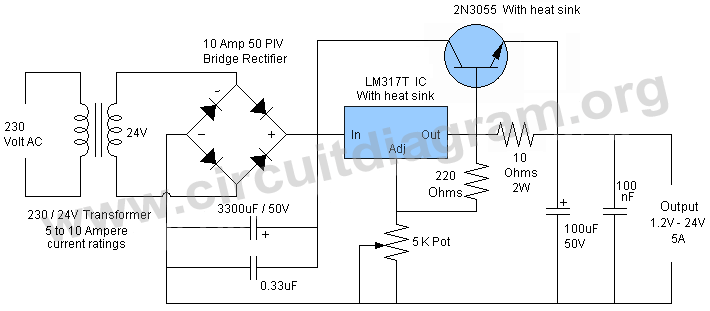 2N3055 With heat sink
10 Amp 50 PIV
Bridge Rectifier
LM317T IC
With heat sink
230
Volt AC
24V
~
-
+
~
In
Out
Adj
10
Ohms
2W
220
Ohms
100
nF
230 / 24V Transformer
5 to 10 Ampere
current ratings
3300uF / 50V
+
0.33uF
5 K Pot
+
100uF
50V
Output
1.2V - 24V
5A
www.circuitdiagram.org